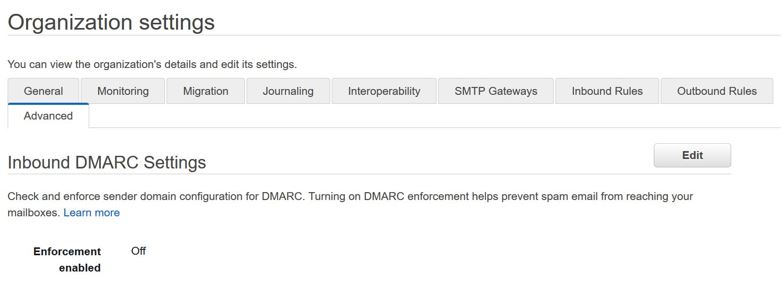 Organization settings
You can view the organization's details and edit its settings.
General
Monitoring
Migration
Journaling
Interoperability
SMTP Gateways
Inbound Rules
Outbound Rules
Advanced
Inbound DMARC Settings
Edit
Check and enforce sender domain configuration for DMARC. Turning on DMARC enforcement helps prevent spam email from reaching your
mailboxes. Learn more
Enforcement
enabled
Off